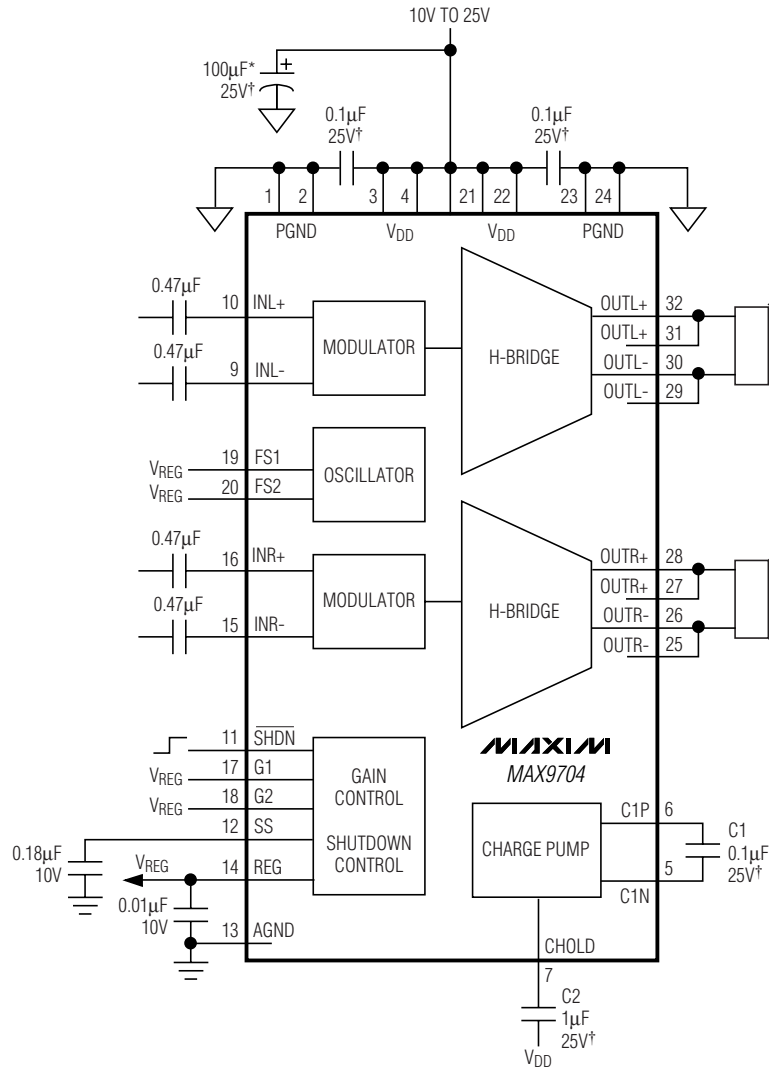 10V TO 25V
100µF*
25V†
+
0.1µF
25V†
0.1µF
25V†
1
2
3
4
21
22
23
24
PGND
VDD
VDD
PGND
0.47µF
10
INL+
0.47µF
9
INL-
MODULATOR
H-BRIDGE
OUTL+
32
OUTL+
31
OUTL-
30
OUTL-
29
VREG
19
FS1
VREG
20
FS2
OSCILLATOR
0.47µF
16
INR+
0.47µF
15
INR-
MODULATOR
H-BRIDGE
OUTR+
28
OUTR+
27
OUTR-
26
OUTR-
25
11
SHDN
VREG
17
G1
VREG
18
G2
12
SS
0.18µF
10V
VREG
14
REG
0.01µF
10V
13
AGND
GAIN
CONTROL
SHUTDOWN
CONTROL
MAXIM
MAX9704
CHARGE PUMP
C1P
6
C1
0.1µF
25V†
5
C1N
CHOLD
7
C2
1µF
25V†
VDD